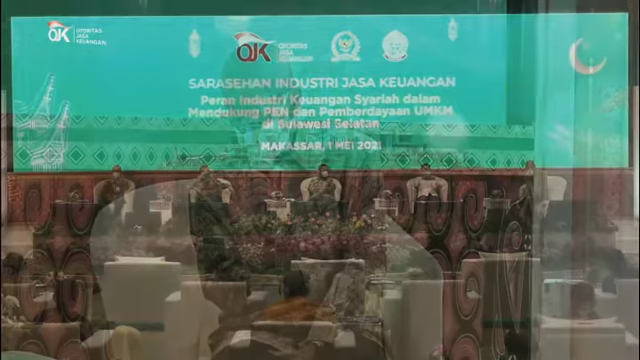 OJK OTORITAS JASA KEUANGAN
OJK OTORITAS JASA KEUANGAN
SARASEHAN INDUSTRI JASA KEUANGAN
Peran Industri Keuangan Syariah dalam
Mendukung PEN dan Pemberdayaan UMKM
di Sulawesi Selatan
MAKASSAR, 1 MEI 2021